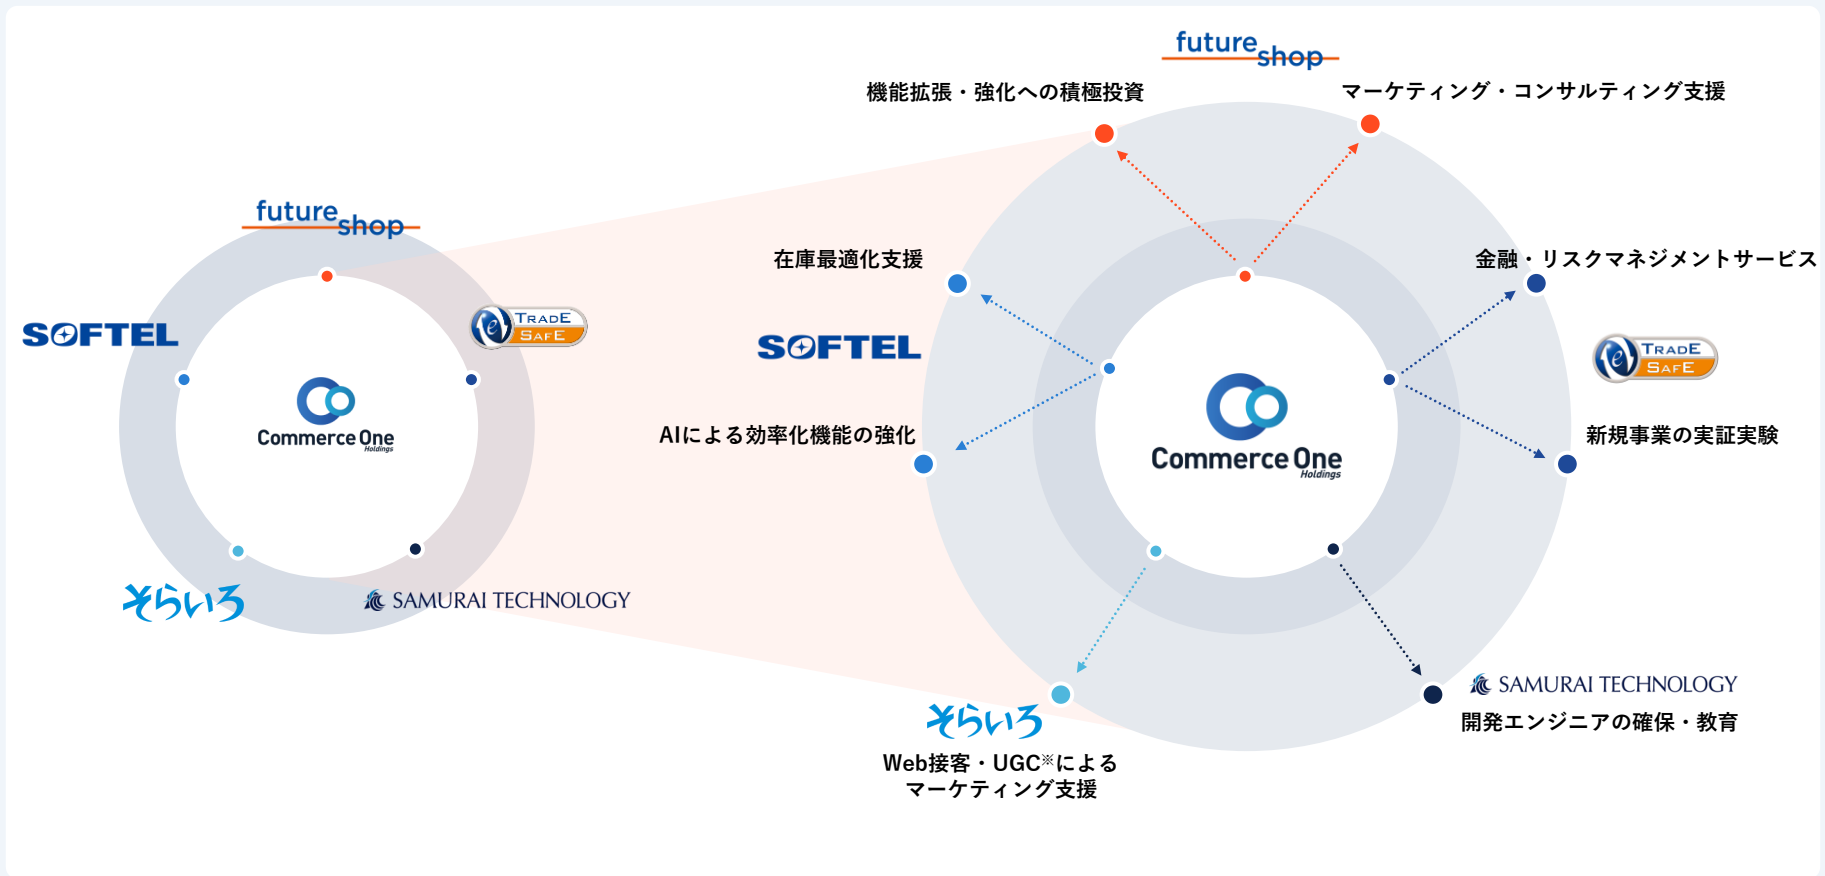 future
shop
SOFTEL
e
TRADE
SAFE
Commerce One
Holdings
そらいろ
SAMURAI TECHNOLOGY
future
shop
機能拡張・強化への積極投資
マーケティング・コンサルティング支援
在庫最適化支援
金融・リスクマネジメントサービス
SOFTEL
e
TRADE
SAFE
AIによる効率化機能の強化
新規事業の実証実験
Commerce One
Holdings
SAMURAI TECHNOLOGY
開発エンジニアの確保・教育
そらいろ
Web接客・UGC※による
マーケティング支援